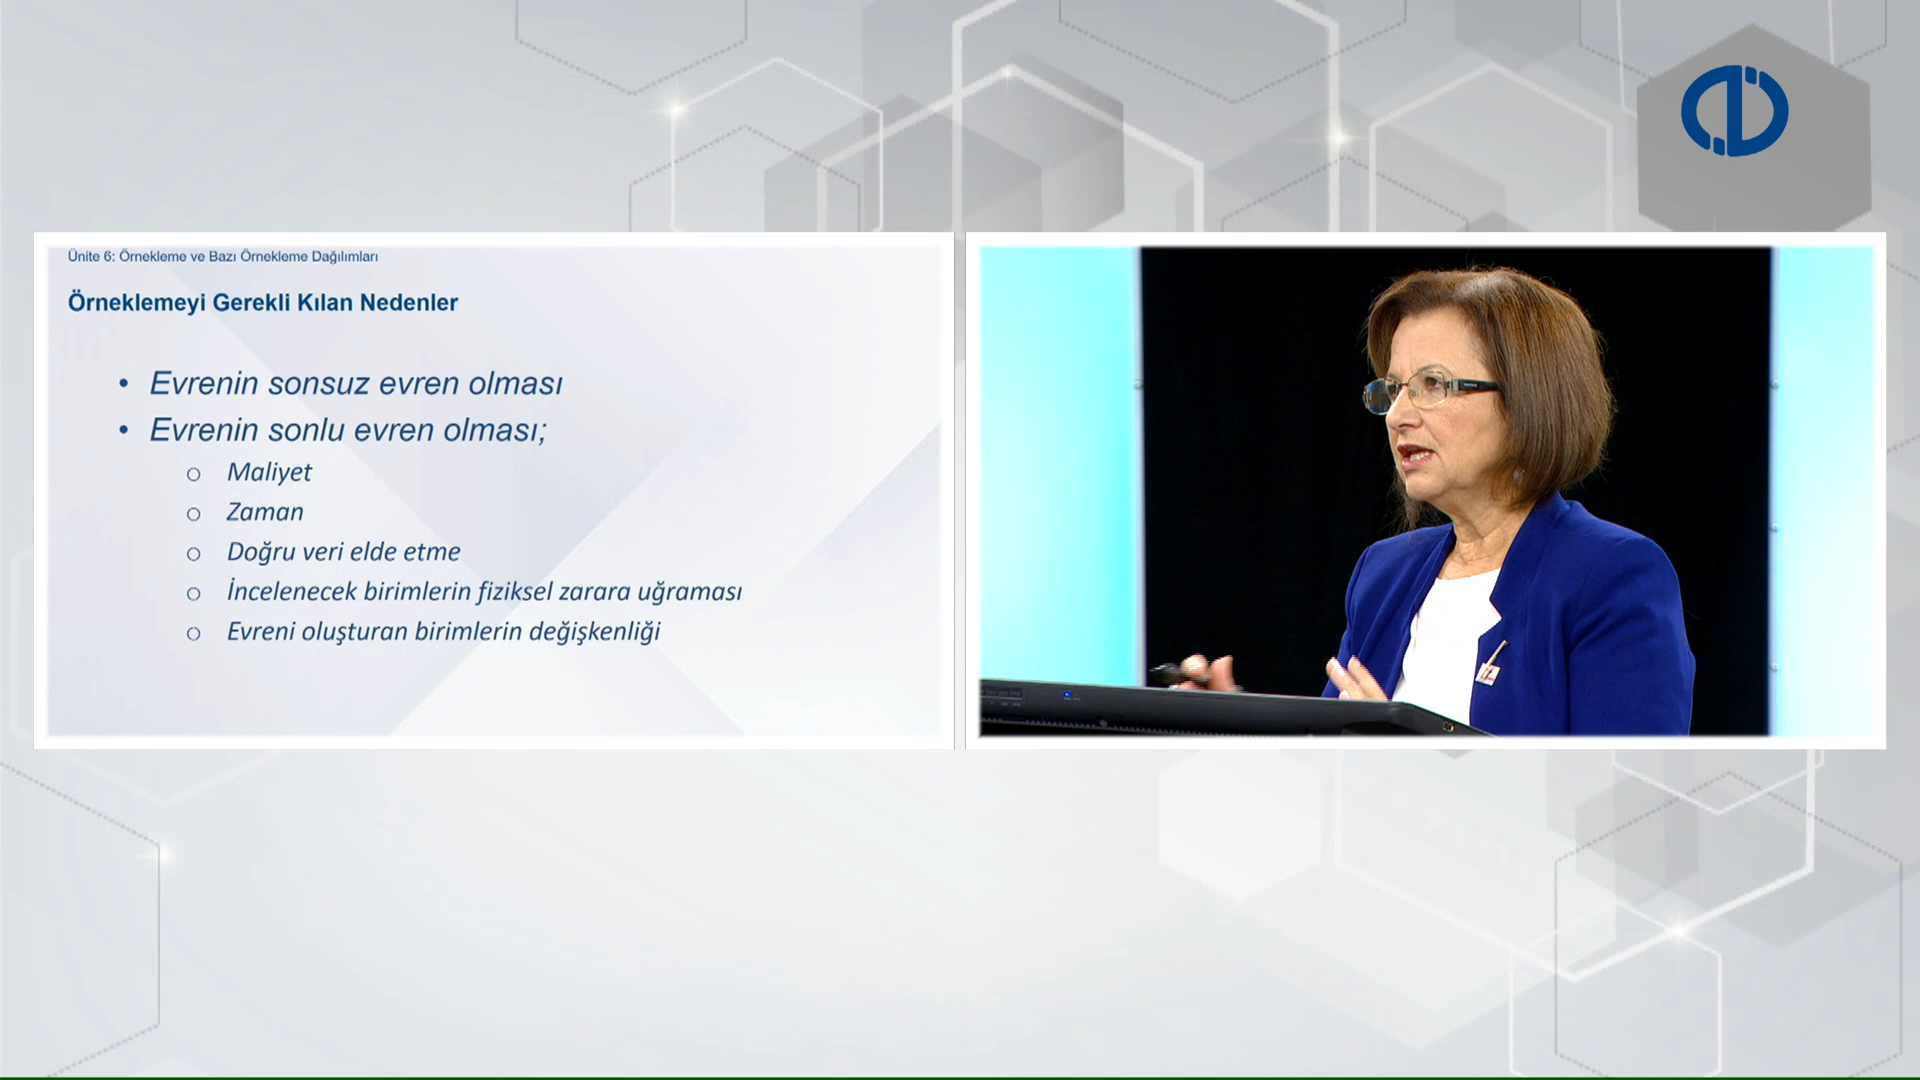 Ünite 6: Örnekleme ve Bazı Örnekleme Dağılımları
Örneklemeyi Gerekli Kılan Nedenler
• Evrenin sonsuz evren olması
• Evrenin sonlu evren olması;
o Maliyet
o Zaman
o Doğru veri elde etme
o İncelenecek birimlerin fiziksel zarara uğraması
o Evreni oluşturan birimlerin değişkenliği